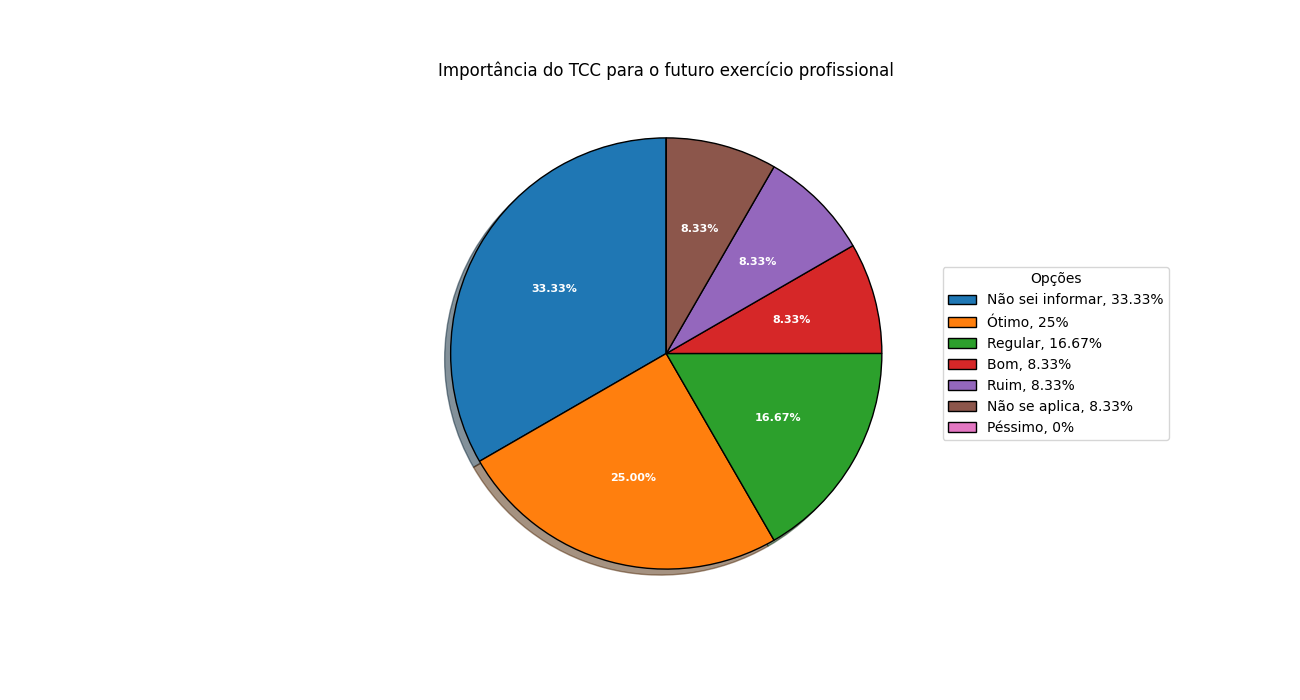 Importância do TCC para o futuro exercício profissional
8.33%
8.33%
33.33%
8.33%
16.67%
25.00%
Opções
Não sei informar, 33.33%
Ótimo, 25%
Regular, 16.67%
Bom, 8.33%
Ruim, 8.33%
Não se aplica, 8.33%
Péssimo, 0%